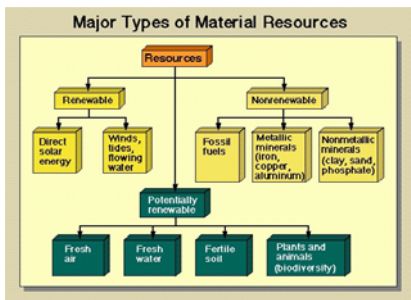 Major Types of Material Resources
Resources
Renewable
Nonrenewable
Direct
solar
energy
Winds,
tides,
flowing
water
Fossil
fuels
Metallic
minerals
(iron,
copper,
aluminum)
Nonmetallic
minerals
(clay, sand,
phosphate)
Potentially
renewable
Fresh
air
Fresh
water
Fertile
soil
Plants and
animals
(biodiversity)